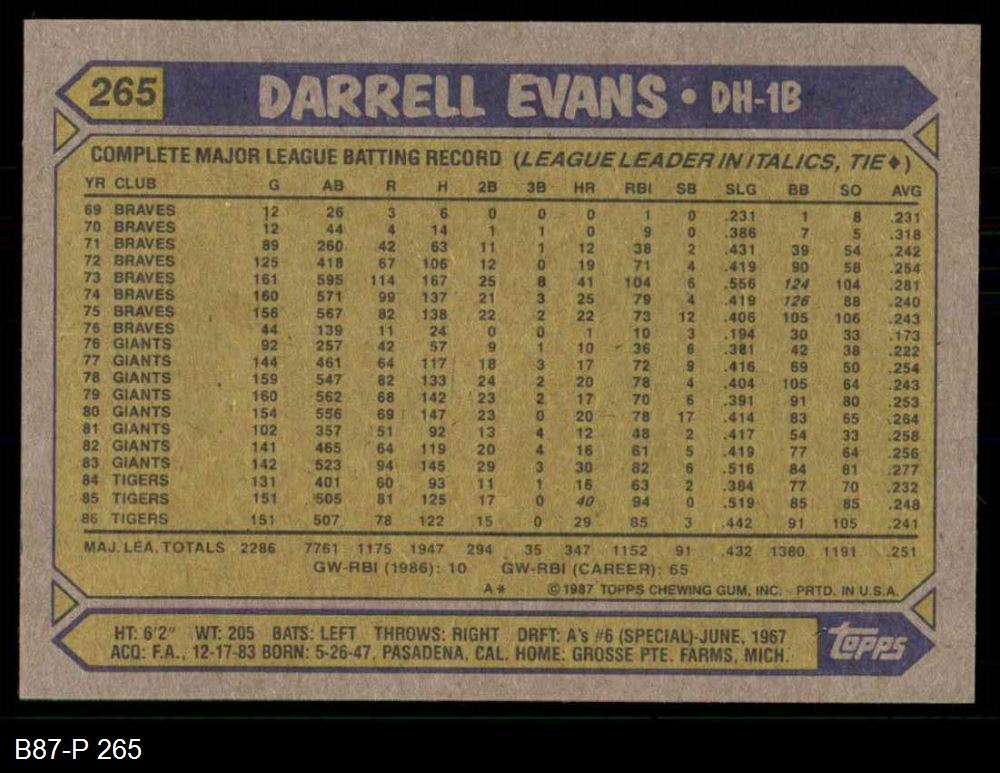 265 DARRELL EVANS • DH-1B
COMPLETE MAJOR LEAGUE BATTING RECORD (LEAGUE LEADER IN ITALICS, TIE♦)
YR CLUB G AB R H 2B 3B HR RBI SB SLG BB SO AVG
69 BRAVES 12 26 3 6 0 0 0 1 0 .231 1 8 .231
70 BRAVES 12 44 4 14 1 1 0 9 0 .386 7 5 .318
71 BRAVES 89 260 42 63 11 1 12 38 2 .431 39 54 .242
72 BRAVES 125 418 67 106 12 0 19 71 4 .419 90 58 .254
73 BRAVES 161 595 114 167 25 8 41 104 6 .556 124 104 .281
74 BRAVES 160 571 99 137 21 3 25 79 4 .419 126 88 .240
75 BRAVES 156 567 82 138 22 2 22 73 12 .406 105 106 .243
76 BRAVES 44 139 11 24 0 0 1 10 3 .194 30 33 .173
76 GIANTS 92 257 42 57 9 1 10 36 6 .381 42 38 .222
77 GIANTS 144 461 64 117 18 3 17 72 9 .416 69 50 .254
78 GIANTS 159 547 82 133 24 2 20 78 4 .404 105 64 .243
79 GIANTS 160 562 68 142 23 2 17 70 6 .391 91 80 .253
80 GIANTS 154 556 69 147 23 0 20 78 17 .414 83 65 .264
81 GIANTS 102 357 51 92 13 4 12 48 2 .417 54 33 .258
82 GIANTS 141 465 64 119 20 4 16 61 5 .419 77 64 .256
83 GIANTS 142 523 94 145 29 3 30 82 6 .516 84 81 .277
84 TIGERS 131 401 60 93 11 1 16 63 2 .384 77 70 .232
85 TIGERS 151 505 81 125 17 0 40 94 0 .519 85 85 .248
86 TIGERS 151 507 78 122 15 0 29 85 3 .442 91 105 .241
MAJ. LEA. TOTALS 2286 7761 1175 1947 294 35 347 1152 91 .432 1380 1191 .251
GW-RBI (1986): 10 GW-RBI (CAREER): 65
A* ©1987 TOPPS CHEWING GUM, INC. PRTD. IN U.S.A.
HT: 6'2" WT: 205 BATS: LEFT THROWS: RIGHT DRFT: A's #6 (SPECIAL)-JUNE, 1967
ACQ: F.A., 12-17-83 BORN: 5-26-47, PASADENA, CAL. HOME: GROSSE PTE. FARMS, MICH.
topps
B87-P 265